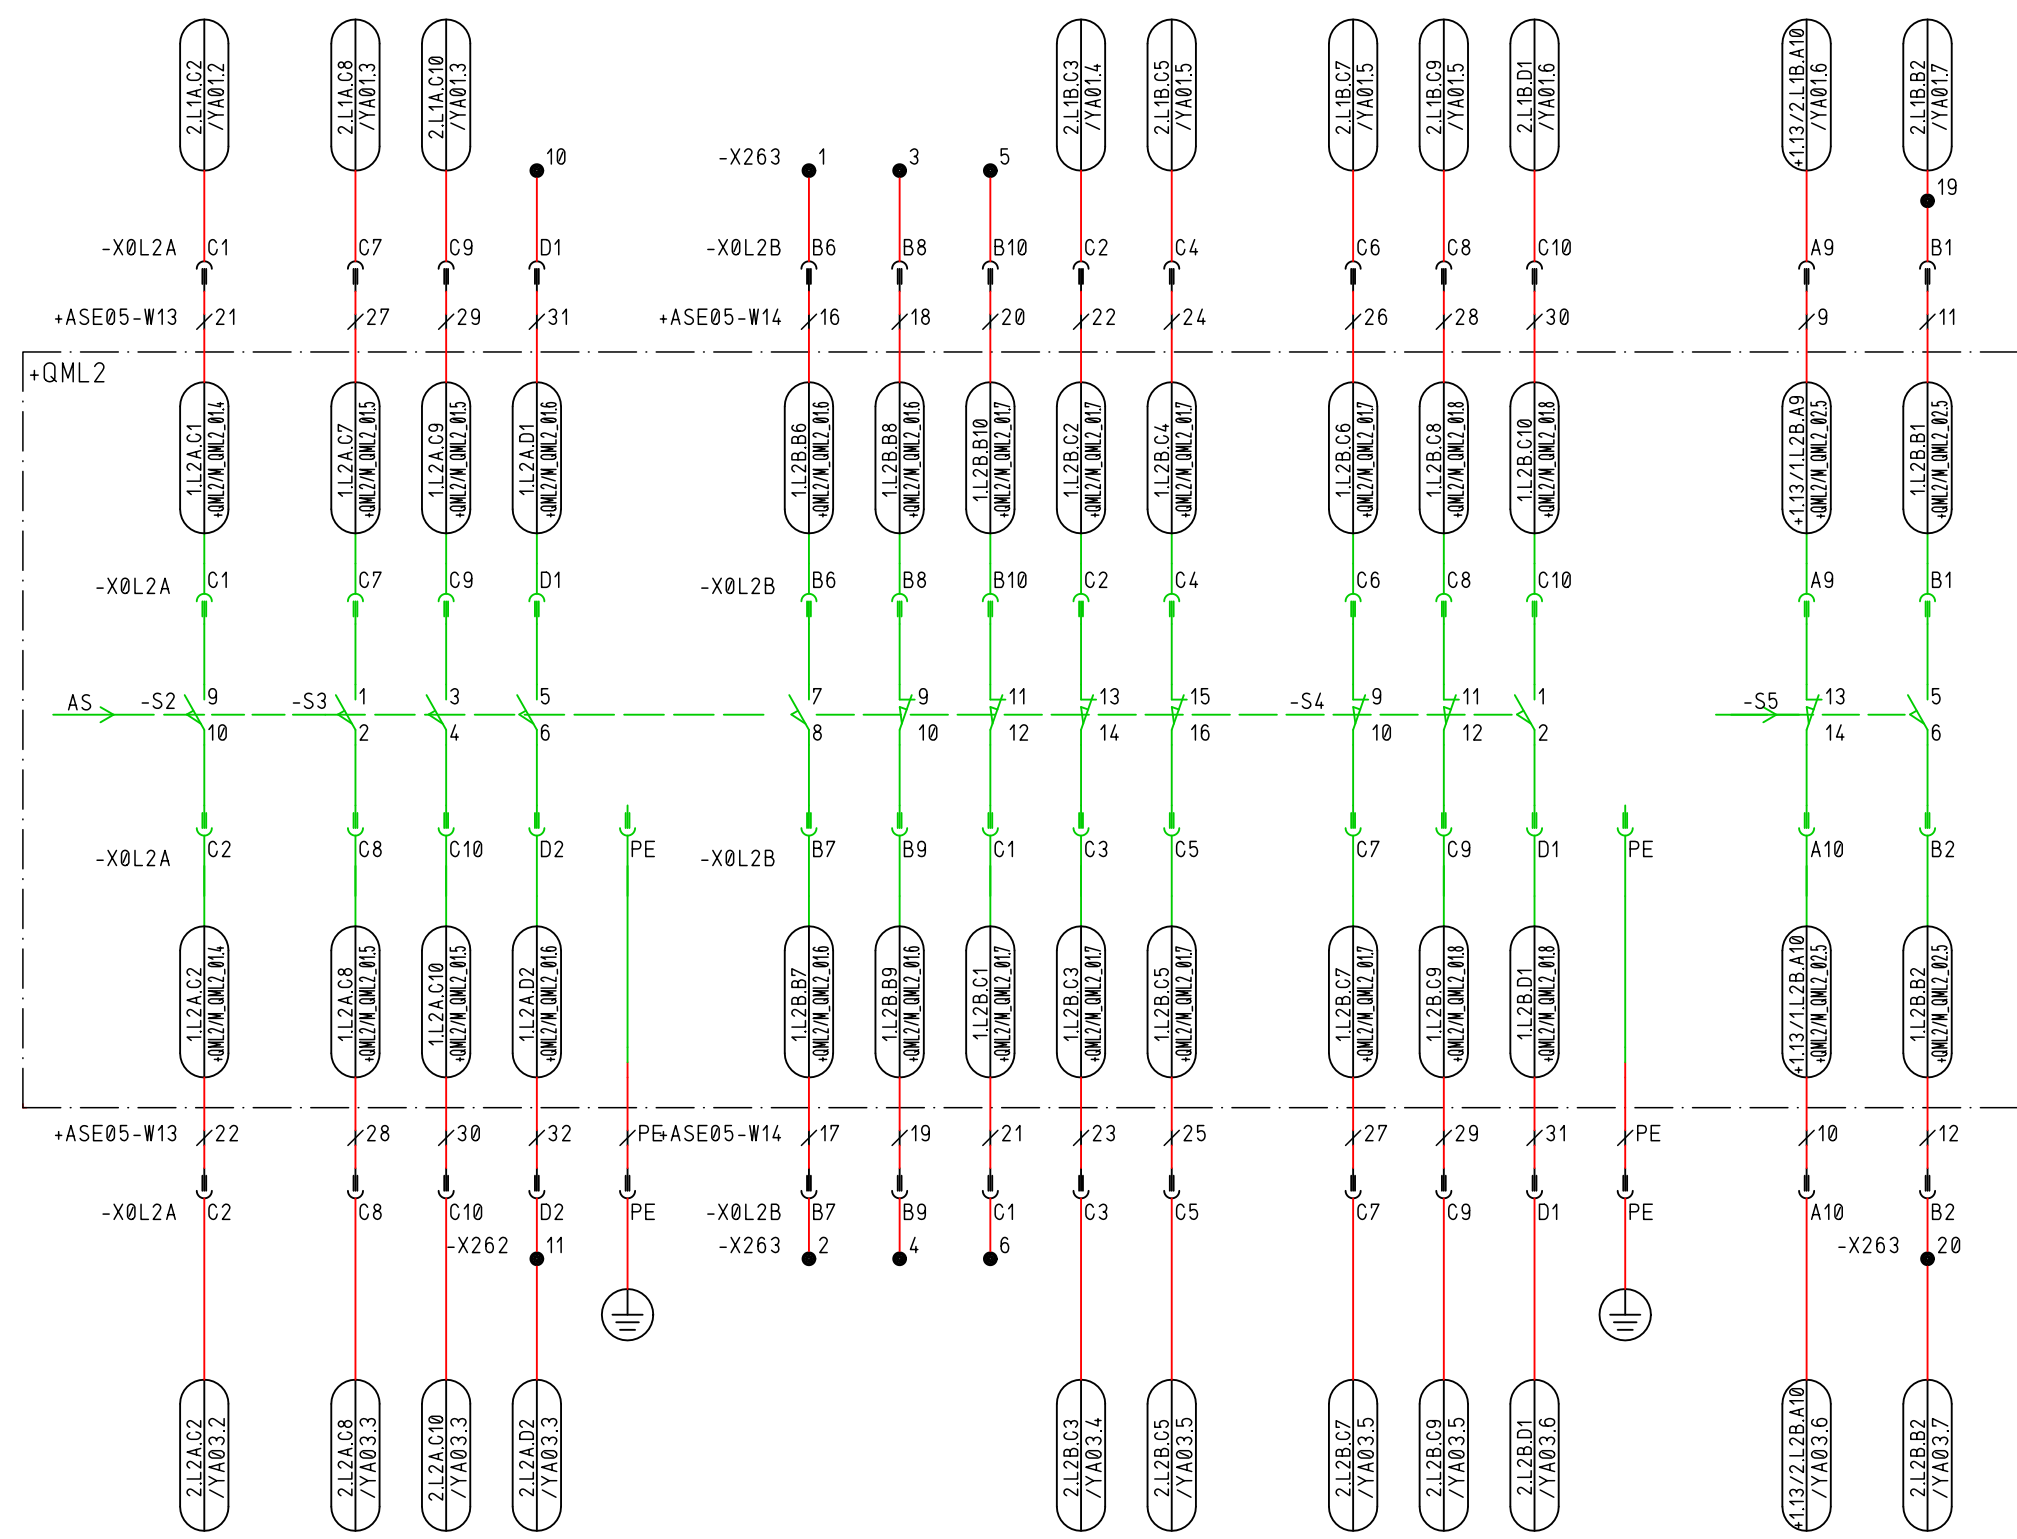 2.L1A.C2 /YA01.2
2.L1A.C8 /YA01.3
2.L1A.C10 /YA01.3
2.L1B.C3 /YA01.4
2.L1B.C5 /YA01.5
2.L1B.C7 /YA01.5
2.L1B.C9 /YA01.5
2.L1B.D1 /YA01.6
+1.13/2.L1B.A10 /YA01.6
2.L1B.B2 /YA01.7
10 -X263 1 3 5 19
-X0L2A C1 C7 C9 D1 -X0L2B B6 B8 B10 C2 C4 C6 C8 C10 A9 B1
+ASE05-W13 21 27 29 31 +ASE05-W14 16 18 20 22 24 26 28 30 9 11
+QML2
1.L2A.C1 +QML2/M_QML2_01.4
1.L2A.C7 +QML2/M_QML2_01.5
1.L2A.C9 +QML2/M_QML2_01.5
1.L2A.D1 +QML2/M_QML2_01.6
1.L2B.B6 +QML2/M_QML2_01.6
1.L2B.B8 +QML2/M_QML2_01.6
1.L2B.B10 +QML2/M_QML2_01.7
1.L2B.C2 +QML2/M_QML2_01.7
1.L2B.C4 +QML2/M_QML2_01.7
1.L2B.C6 +QML2/M_QML2_01.7
1.L2B.C8 +QML2/M_QML2_01.8
1.L2B.C10 +QML2/M_QML2_01.8
+1.13/1.L2B.A9 +QML2/M_QML2_02.5
1.L2B.B1 +QML2/M_QML2_02.5
-X0L2A C1 C7 C9 D1 -X0L2B B6 B8 B10 C2 C4 C6 C8 C10 A9 B1
AS -S2 9 -S3 1 3 5 7 9 11 13 15 -S4 9 11 1 -S5 13 5
10 2 4 6 8 10 12 14 16 10 12 2 14 6
-X0L2A C2 C8 C10 D2 PE -X0L2B B7 B9 C1 C3 C5 C7 C9 D1 PE A10 B2
1.L2A.C2 +QML2/M_QML2_01.4
1.L2A.C8 +QML2/M_QML2_01.5
1.L2A.C10 +QML2/M_QML2_01.5
1.L2A.D2 +QML2/M_QML2_01.6
1.L2B.B7 +QML2/M_QML2_01.6
1.L2B.B9 +QML2/M_QML2_01.6
1.L2B.C1 +QML2/M_QML2_01.7
1.L2B.C3 +QML2/M_QML2_01.7
1.L2B.C5 +QML2/M_QML2_01.7
1.L2B.C7 +QML2/M_QML2_01.7
1.L2B.C9 +QML2/M_QML2_01.8
1.L2B.D1 +QML2/M_QML2_01.8
+1.13/1.L2B.A10 +QML2/M_QML2_02.5
1.L2B.B2 +QML2/M_QML2_02.5
+ASE05-W13 22 28 30 32 PE +ASE05-W14 17 19 21 23 25 27 29 31 PE 10 12
-X0L2A C2 C8 C10 D2 PE -X0L2B B7 B9 C1 C3 C5 C7 C9 D1 PE A10 B2
-X262 11 -X263 2 4 6 -X263 20
2.L2A.C2 /YA03.2
2.L2A.C8 /YA03.3
2.L2A.C10 /YA03.3
2.L2A.D2 /YA03.3
2.L2B.C3 /YA03.4
2.L2B.C5 /YA03.5
2.L2B.C7 /YA03.5
2.L2B.C9 /YA03.5
2.L2B.D1 /YA03.6
+1.13/2.L2B.A10 /YA03.6
2.L2B.B2 /YA03.7